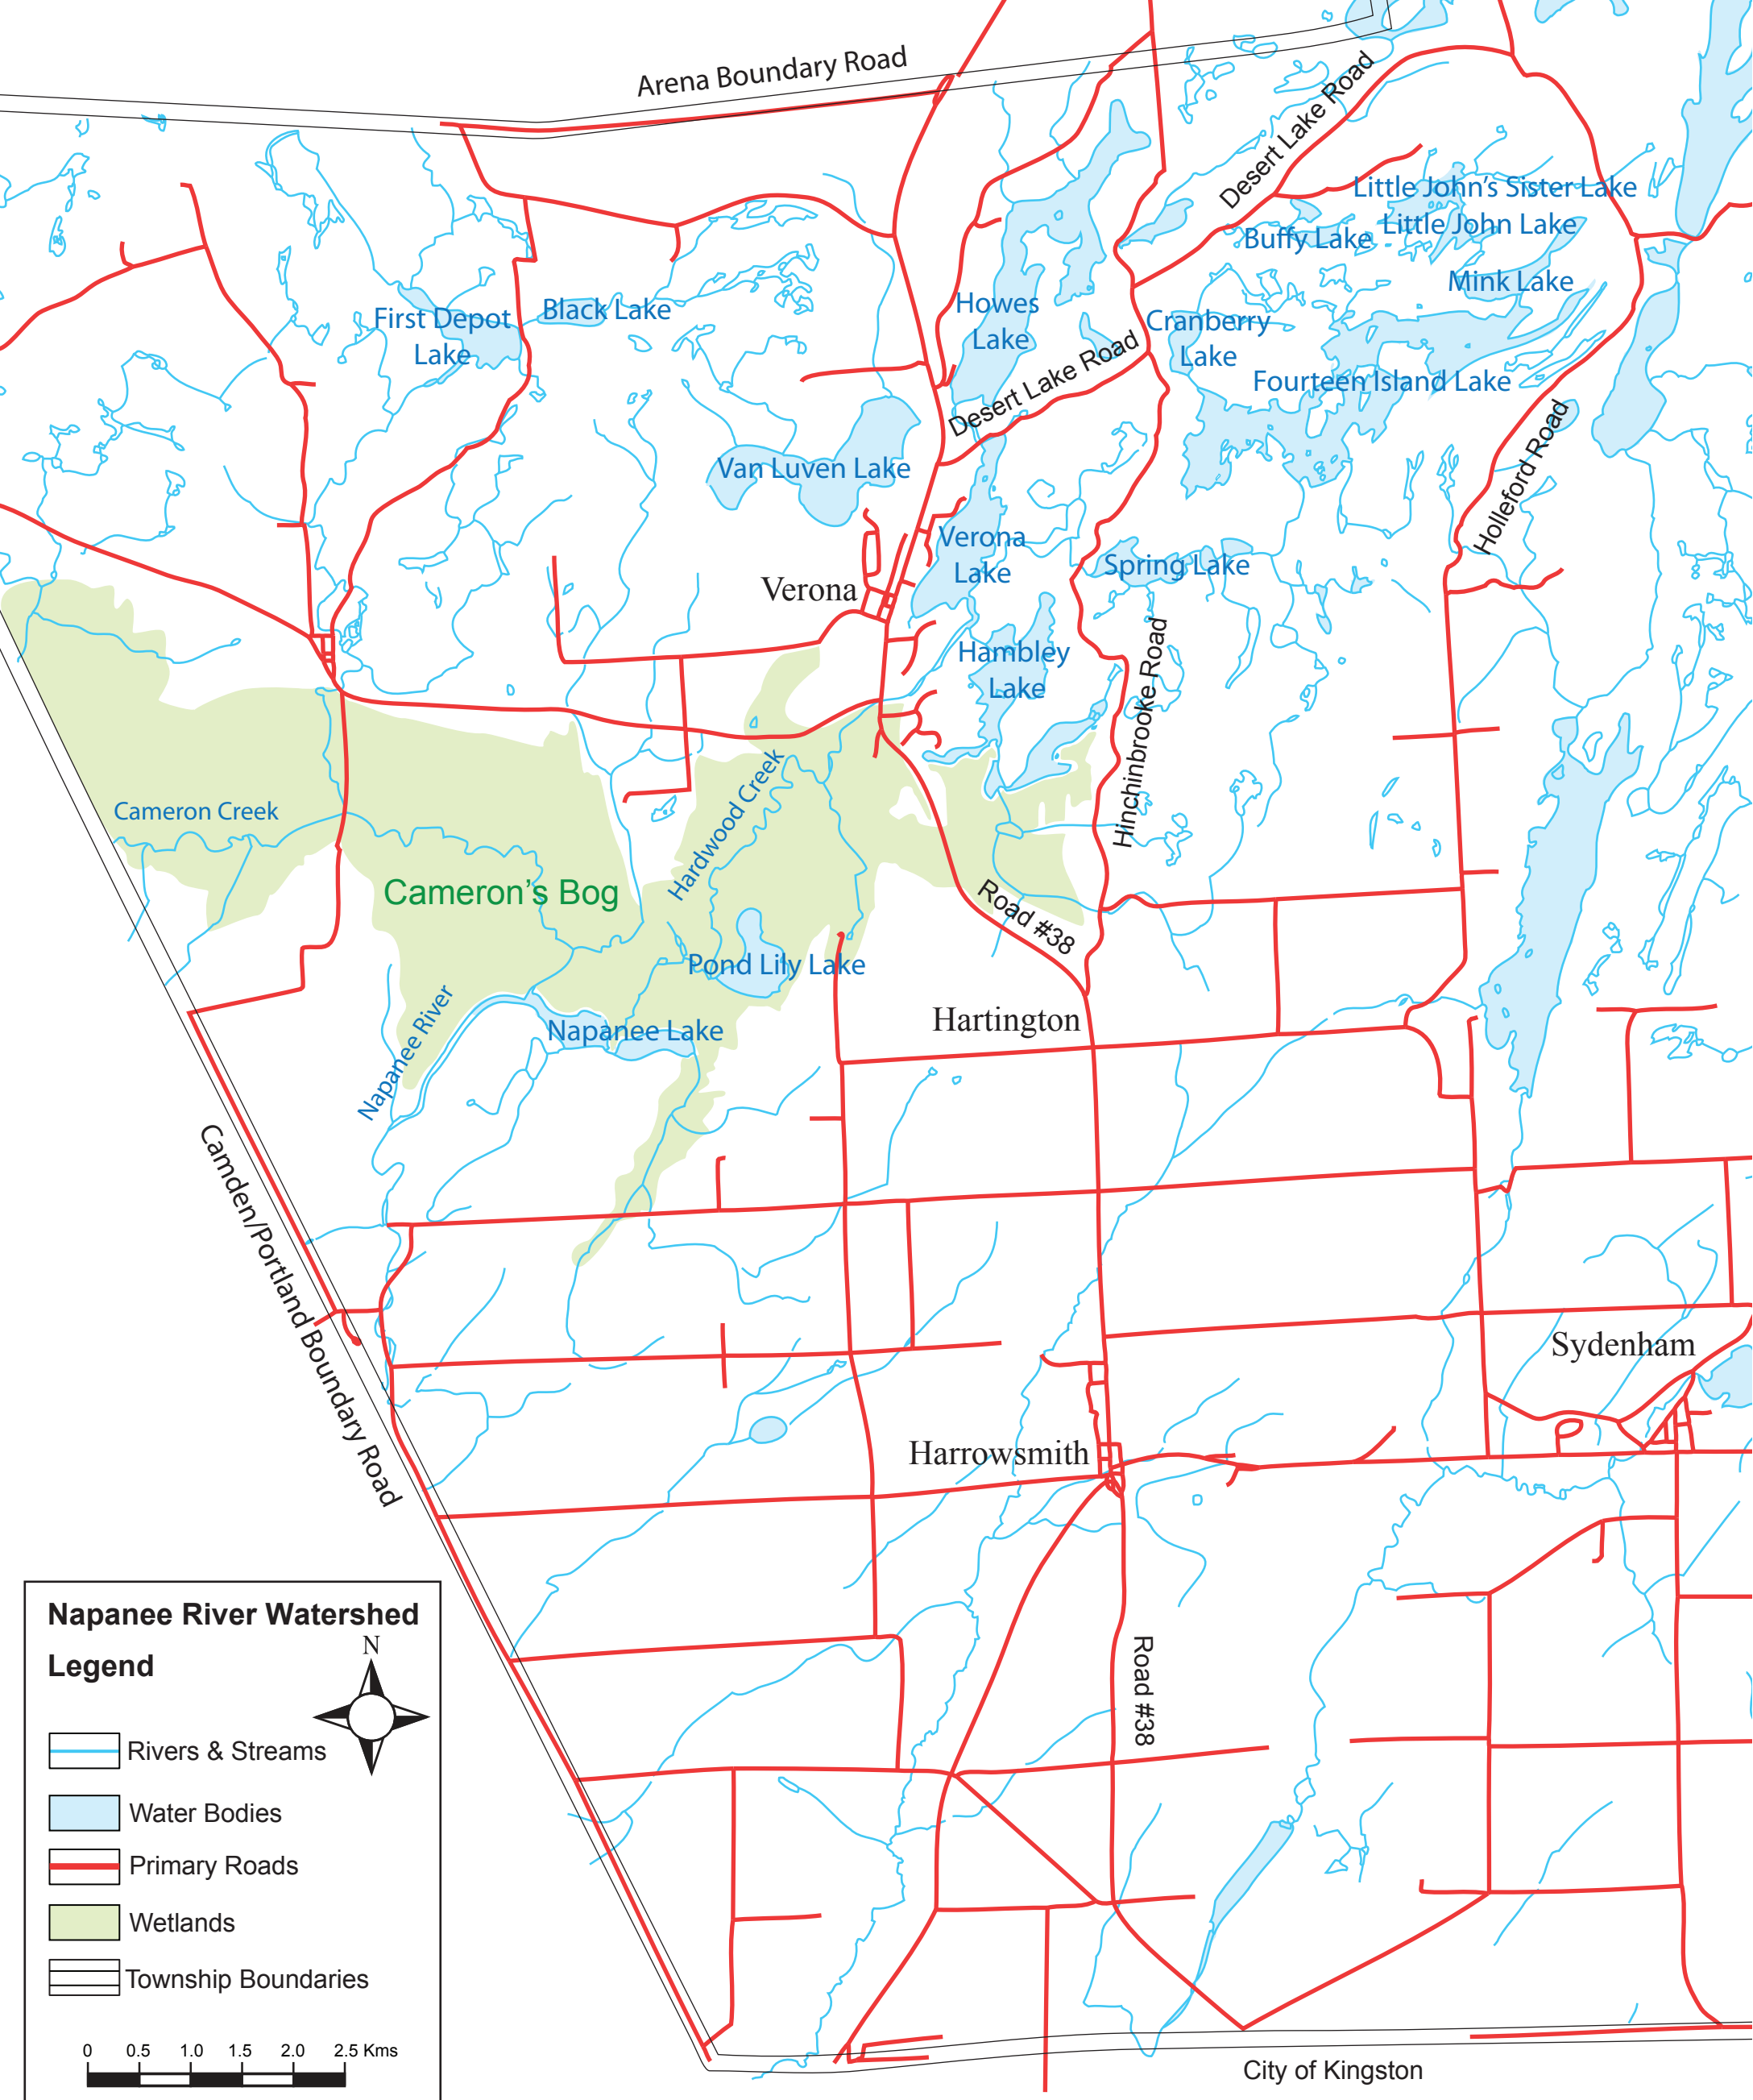 Arena Boundary Road
Desert Lake Road
Little John's Sister Lake
Little John Lake
Buffy Lake
Mink Lake
First Depot
Lake
Black Lake
Howes
Lake
Cranberry
Lake
Desert Lake Road
Fourteen Island Lake
Holleford Road
Van Luven Lake
Verona
Lake
Spring Lake
Verona
Hambley
Lake
Hinchinbrooke Road
Cameron Creek
Hardwood Creek
Cameron's Bog
Road #38
Pond Lily Lake
Napanee River
Napanee Lake
Hartington
Camden/Portland Boundary Road
Sydenham
Harrowsmith
Road #38
Napanee River Watershed
Legend
N
Rivers & Streams
Water Bodies
Primary Roads
Wetlands
Township Boundaries
0 0.5 1.0 1.5 2.0 2.5 Kms
City of Kingston